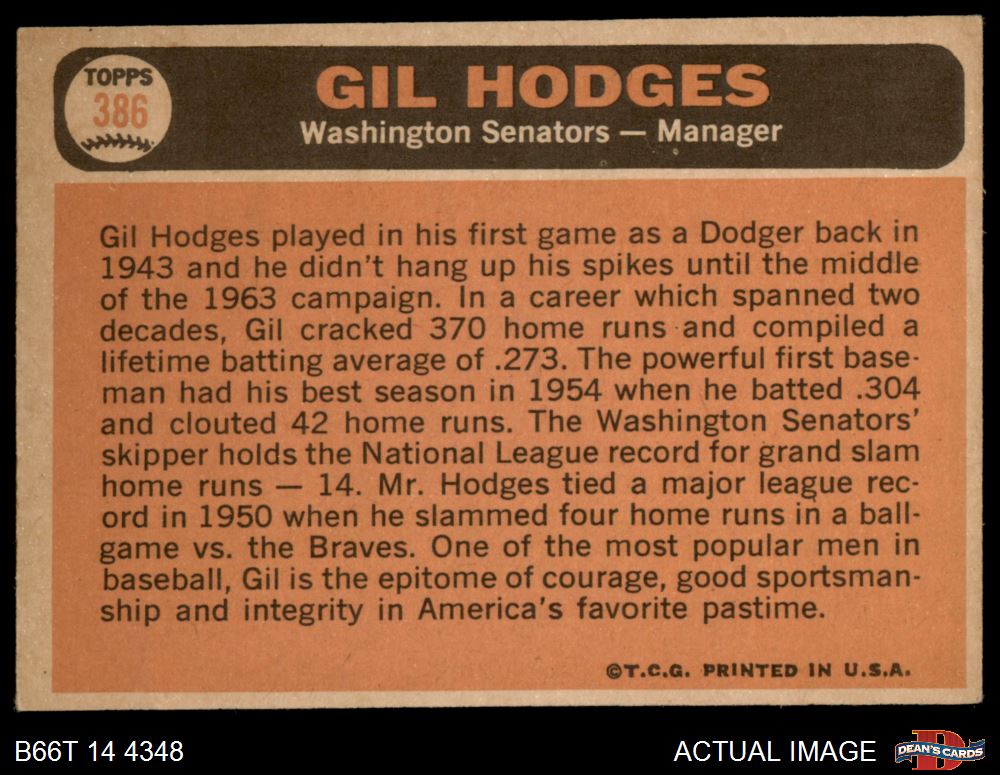 TOPPS
386
GIL HODGES
Washington Senators — Manager
Gil Hodges played in his first game as a Dodger back in
1943 and he didn't hang up his spikes until the middle
of the 1963 campaign. In a career which spanned two
decades, Gil cracked 370 home runs and compiled a
lifetime batting average of .273. The powerful first base-
man had his best season in 1954 when he batted .304
and clouted 42 home runs. The Washington Senators'
skipper holds the National League record for grand slam
home runs — 14. Mr. Hodges tied a major league rec-
ord in 1950 when he slammed four home runs in a ball-
game vs. the Braves. One of the most popular men in
baseball, Gil is the epitome of courage, good sportsman-
ship and integrity in America's favorite pastime.
©T.C.G. PRINTED IN U.S.A.
B66T 14 4348
ACTUAL IMAGE
D
DEAN'S CARDS